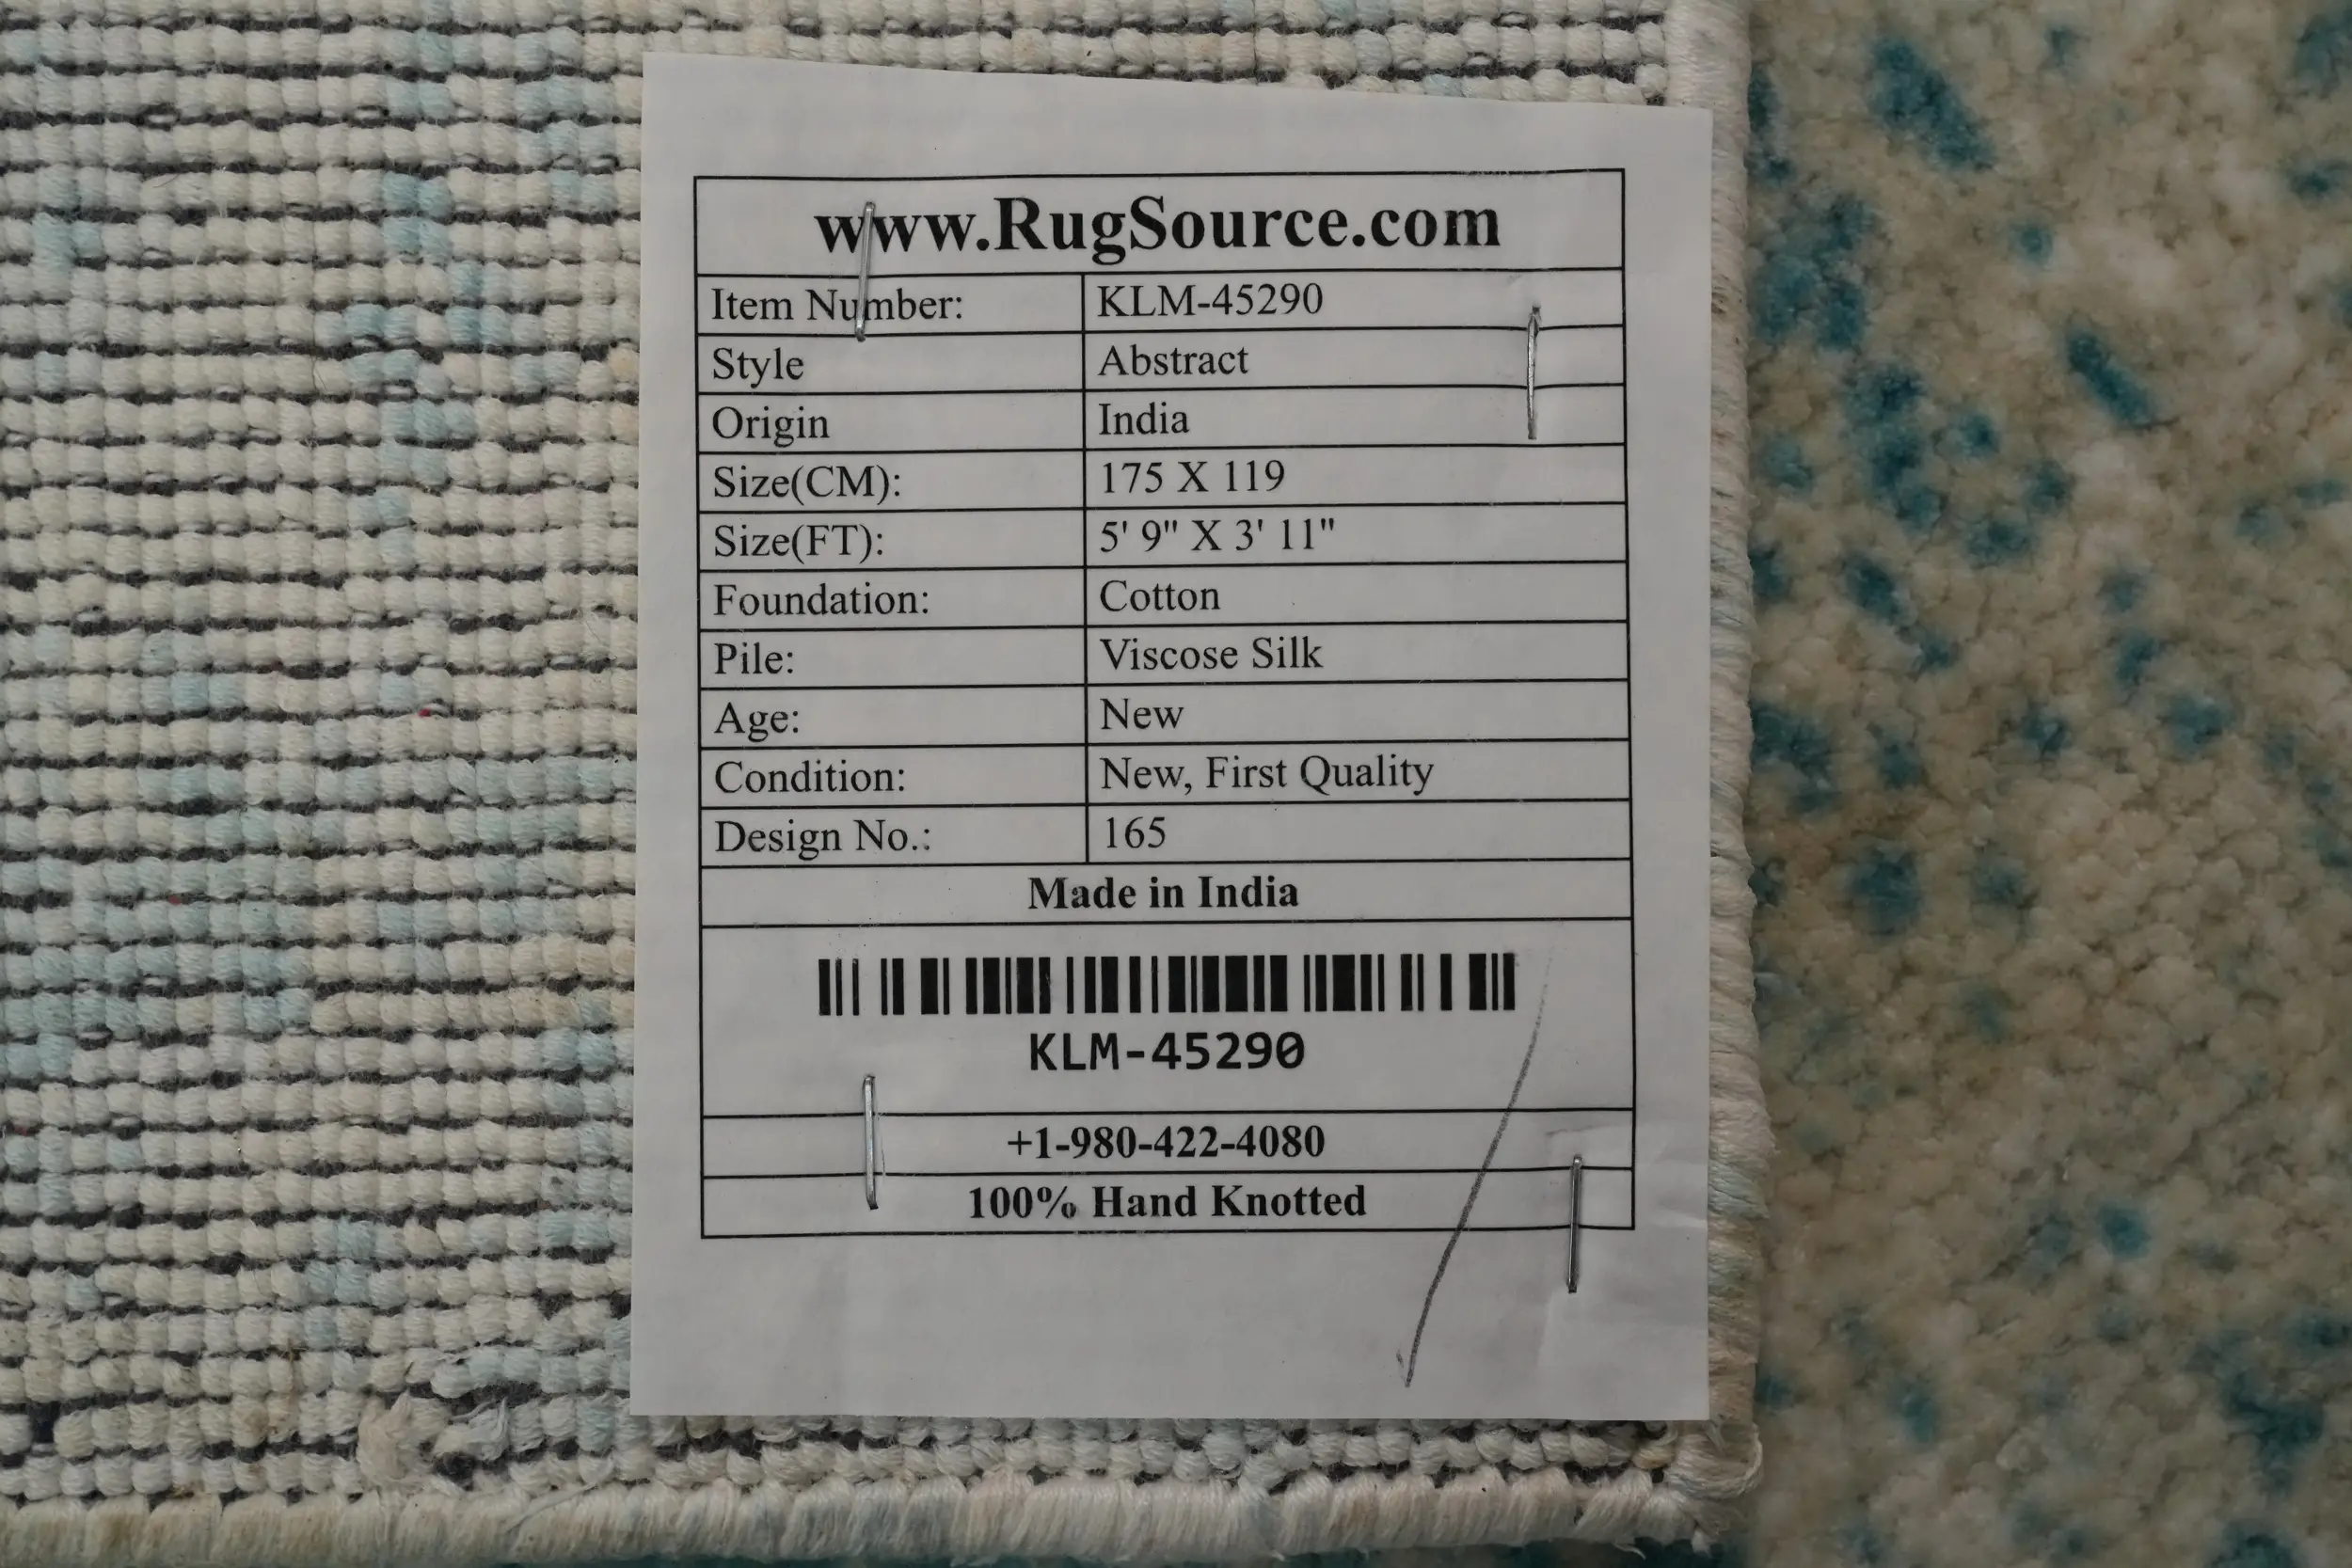 www.RugSource.com
Item Number: KLM-45290
Style Abstract
Origin India
Size(CM): 175 X 119
Size(FT): 5' 9" X 3' 11"
Foundation: Cotton
Pile: Viscose Silk
Age: New
Condition: New, First Quality
Design No.: 165
Made in India
KLM-45290
+1-980-422-4080
100% Hand Knotted